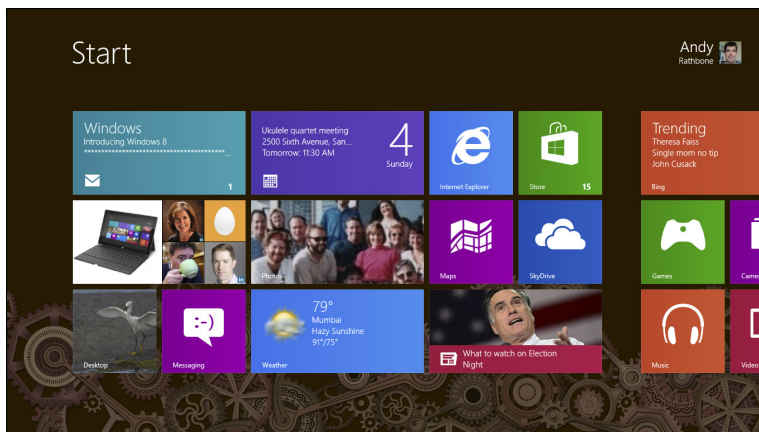 Start
Andy
Rathbone
Windows
Introducing Windows 8
******************************************...
1
Ukulele quartet meeting
2500 Sixth Avenue, San...
Tomorrow: 11:30 AM
4
Sunday
Internet Explorer
Store
15
Trending
Theresa Faiss
Single mom no tip
John Cusack
Bing
Photos
Maps
SkyDrive
Games
Came
Desktop
:-)
Messaging
79°
Mumbai
Hazy Sunshine
91°/75°
Weather
What to watch on Election
Night
Music
Video